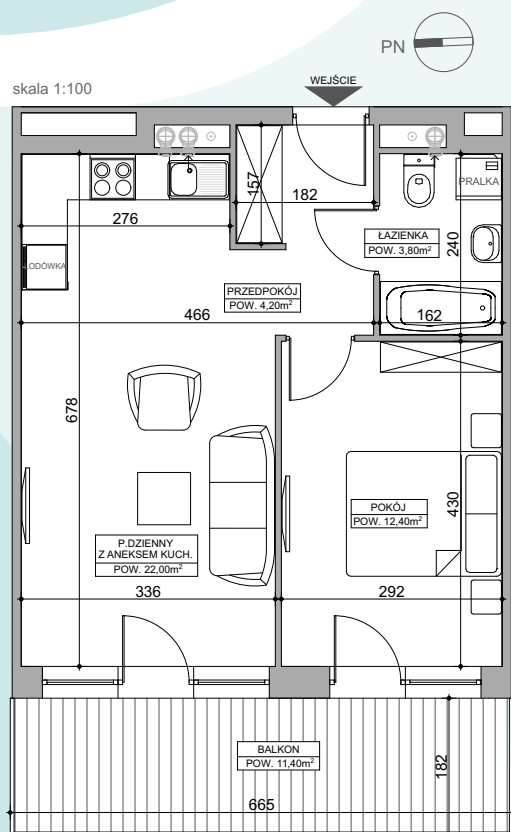 PN
skala 1:100
WEJŚCIE
157
182
PRALKA
276
ŁAZIENKA
POW. 3,80m²
240
LODÓWKA
PRZEDPOKÓJ
POW. 4,20m²
466
162
678
POKÓJ
POW. 12,40m²
430
P.DZIENNY
Z ANEKSEM KUCH.
POW. 22,00m²
336
292
BALKON
POW. 11,40m²
182
665